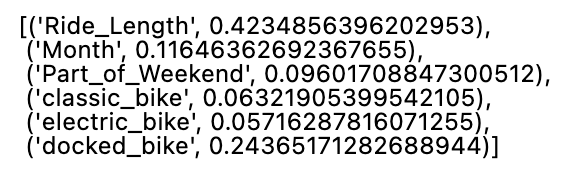 [('Ride_Length', 0.4234856396202953),
('Month', 0.11646362692367655),
('Part_of_Weekend', 0.09601708847300512),
('classic_bike', 0.06321905399542105),
('electric_bike', 0.05716287816071255),
('docked_bike', 0.24365171282688944)]